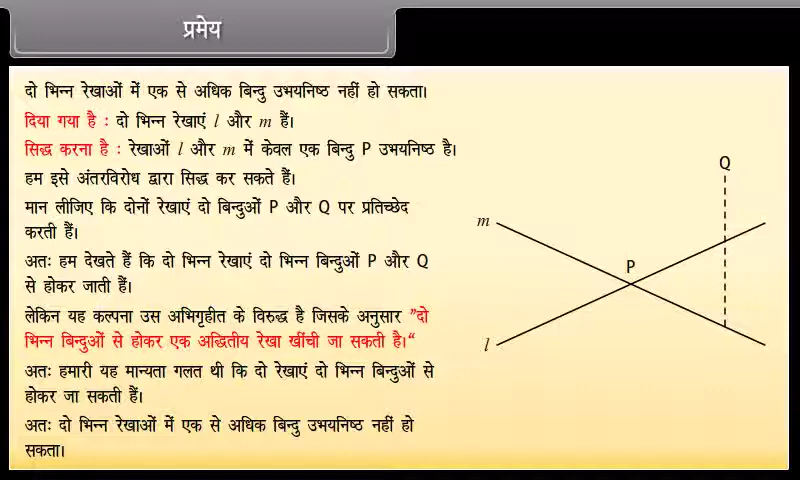 प्रमेय
दो भिन्न रेखाओं में एक से अधिक बिन्दु उभयनिष्ठ नहीं हो सकता।
दिया गया है : दो भिन्न रेखाएं l और m हैं।
सिद्ध करना है : रेखाओं l और m में केवल एक बिन्दु P उभयनिष्ठ है।
हम इसे अंतरविरोध द्वारा सिद्ध कर सकते हैं।
मान लीजिए कि दोनों रेखाएं दो बिन्दुओं P और Q पर प्रतिच्छेद
करती हैं।
अतः हम देखते हैं कि दो भिन्न रेखाएं दो भिन्न बिन्दुओं P और Q
से होकर जाती हैं।
लेकिन यह कल्पना उस अभिगृहीत के विरुद्ध है जिसके अनुसार ”दो
भिन्न बिन्दुओं से होकर एक अद्धितीय रेखा खींची जा सकती है।“
अतः हमारी यह मान्यता गलत थी कि दो रेखाएं दो भिन्न बिन्दुओं से
होकर जा सकती हैं।
अतः दो भिन्न रेखाओं में एक से अधिक बिन्दु उभयनिष्ठ नहीं हो
सकता।
Q
m
P
l